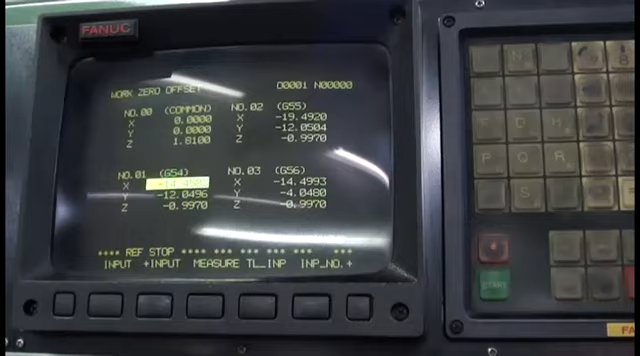 FANUC
WORK ZERO OFFSET O0001 N00000
NO.00 (COMMON) NO.02 (G55)
X 0.0000 X -19.4920
Y 0.0000 Y -12.0504
Z 1.8100 Z -0.9970
NO.01 (G54) NO.03 (G56)
X X -14.4993
Y -12.0496 Y -4.0480
Z -0.9970 Z -0.9970
**** REF STOP **** *** *** *** ***
INPUT +INPUT MEASURE TL_INP INP_NO.+
P Q R
S
START
FA